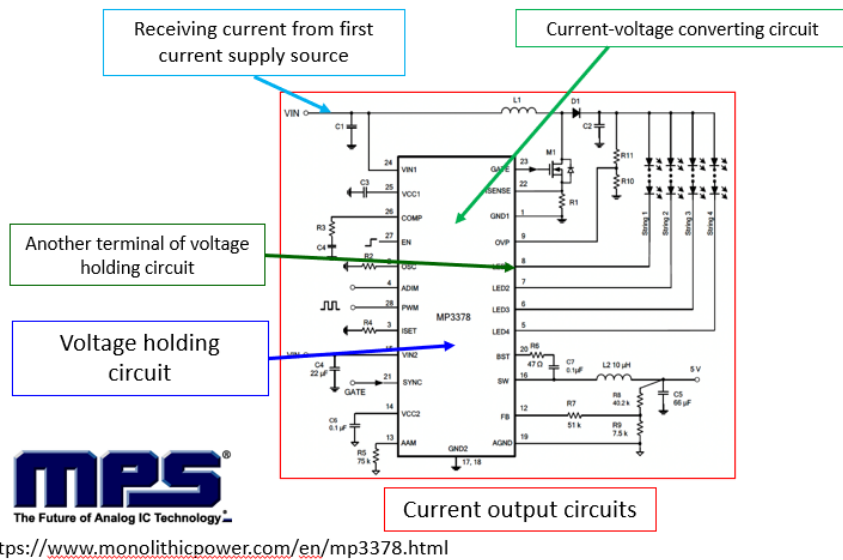 Receiving current from first
current supply source
Current-voltage converting circuit
Another terminal of voltage
holding circuit
Voltage holding
circuit
VIN
C1
L1
D1
C2
M1
R11
R10
R1
String 1
String 2
String 3
String 4
24
VIN1
C3
25
VCC1
26
COMP
R3
C4
27
EN
R2
OSC
4
ADIM
28
PWM
R4
3
ISET
VIN2
C4
22 µF
21
SYNC
GATE
14
VCC2
C6
0.1 µF
13
AAM
R5
75 k
MP3378
GND2
17, 18
23
22
1
GND1
9
OVP
8
7
LED2
6
LED3
5
LED4
20
BST
R6
47 Ω
C7
0.1µF
16
SW
L2 10 µH
5 V
R8
40.2 k
C5
66 µF
12
FB
R7
51 k
R9
7.5 k
19
AGND
mps®
The Future of Analog IC Technology
Current output circuits
tps://www.monolithicpower.com/en/mp3378.html